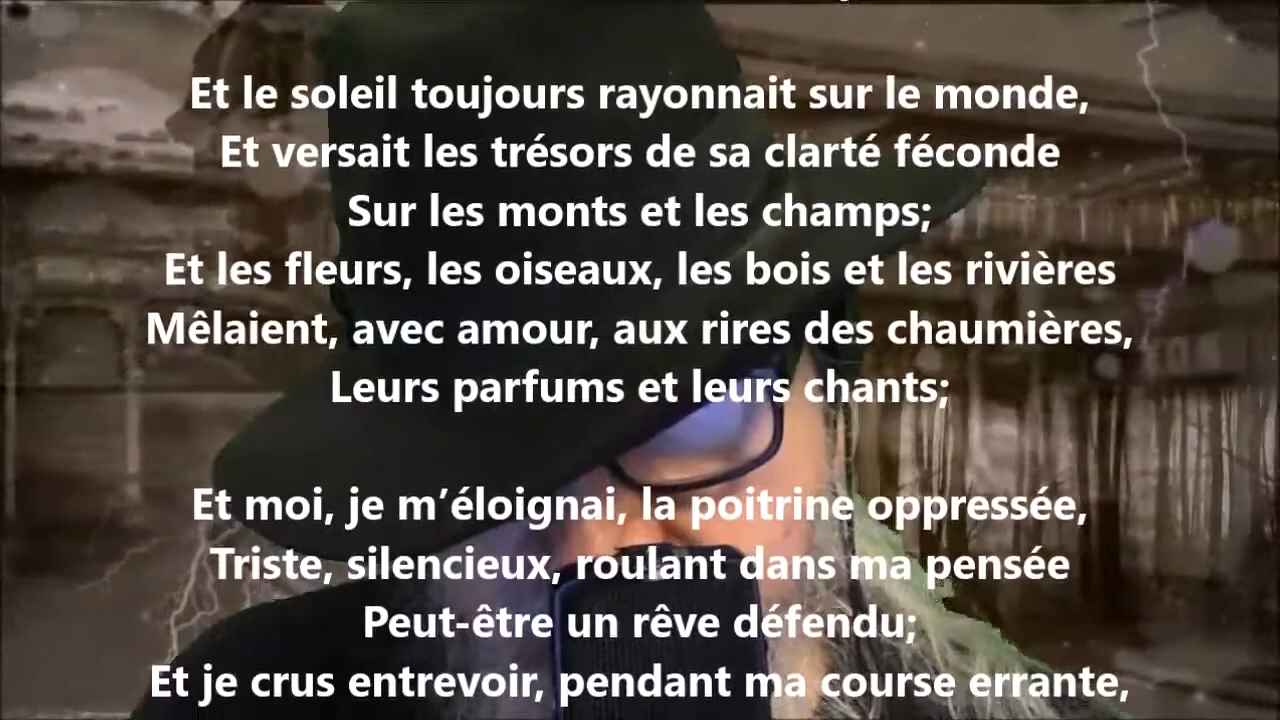 Et le soleil toujours rayonnait sur le monde,
Et versait les trésors de sa clarté féconde
Sur les monts et les champs;
Et les fleurs, les oiseaux, les bois et les rivières
Mêlaient, avec amour, aux rires des chaumières,
Leurs parfums et leurs chants;
Et moi, je m’éloignai, la poitrine oppressée,
Triste, silencieux, roulant dans ma pensée
Peut-être un rêve défendu;
Et je crus entrevoir, pendant ma course errante,